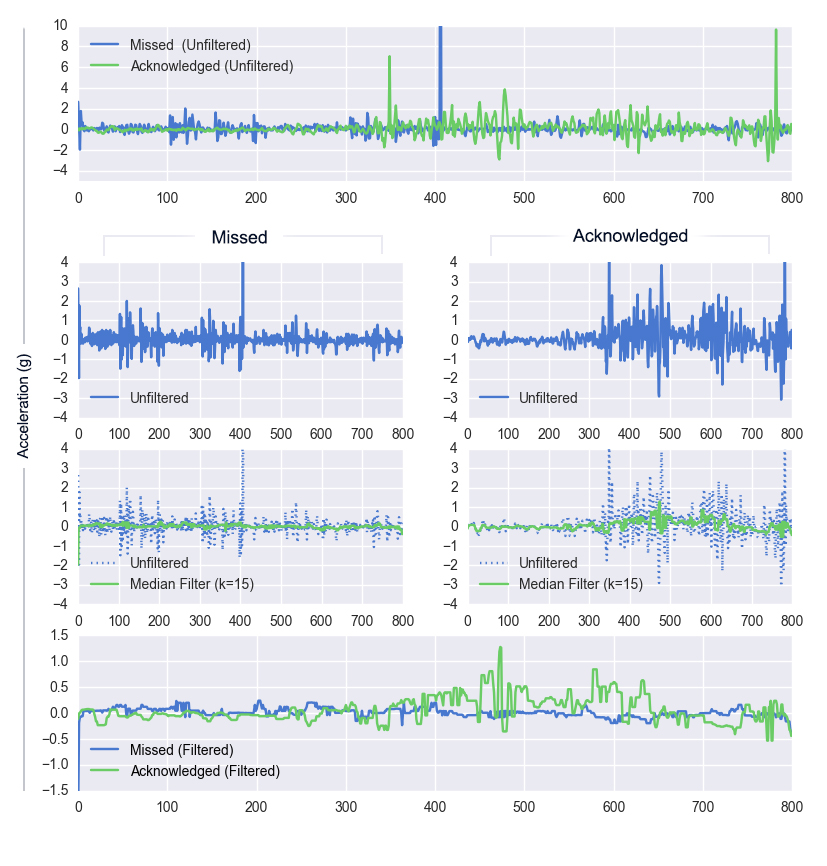 10
8
6
4
2
0
−2
−4
Missed (Unfiltered)
Acknowledged (Unfiltered)
0 100 200 300 400 500 600 700 800
Acceleration (g)
Missed
4
3
2
1
0
−1
−2
−3
−4
Unfiltered
0 100 200 300 400 500 600 700 800
Acknowledged
4
3
2
1
0
−1
−2
−3
−4
Unfiltered
0 100 200 300 400 500 600 700 800
4
3
2
1
0
−1
−2
−3
−4
Unfiltered
Median Filter (k=15)
0 100 200 300 400 500 600 700 800
4
3
2
1
0
−1
−2
−3
−4
Unfiltered
Median Filter (k=15)
0 100 200 300 400 500 600 700 800
1.5
1.0
0.5
0.0
−0.5
−1.0
−1.5
Missed (Filtered)
Acknowledged (Filtered)
0 100 200 300 400 500 600 700 800